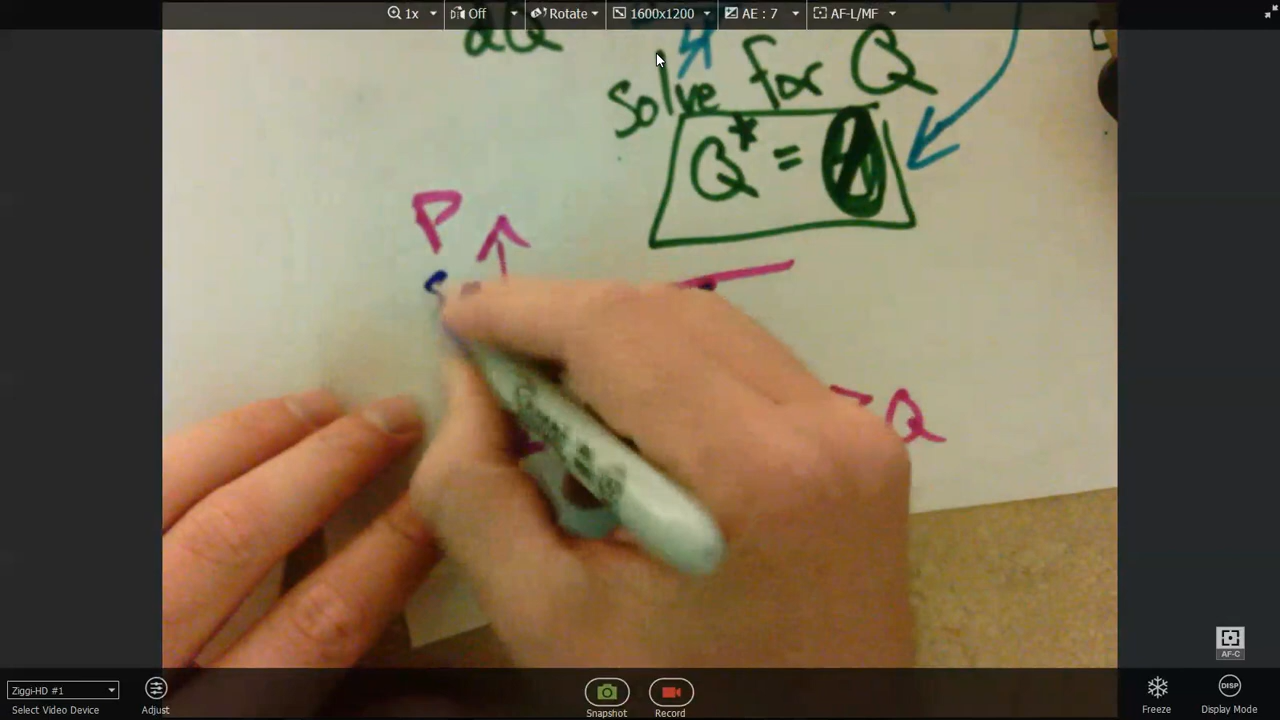 1x
Off
Rotate
1600x1200
AE : 7
AF-L/MF
dQ
Solve for Q
Q* =
P
Q
AF-C
Ziggi-HD #1
Select Video Device
Adjust
Snapshot
Record
Freeze
DISP
Display Mode